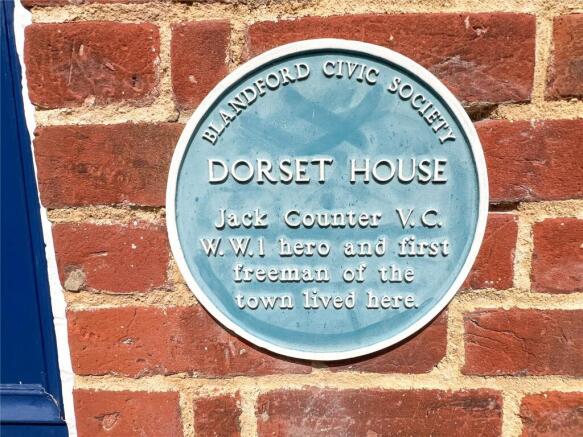 BLANDFORD CIVIC SOCIETY
DORSET HOUSE
Jack Counter V.C.
W.W.1 hero and first
freeman of the
town lived here.